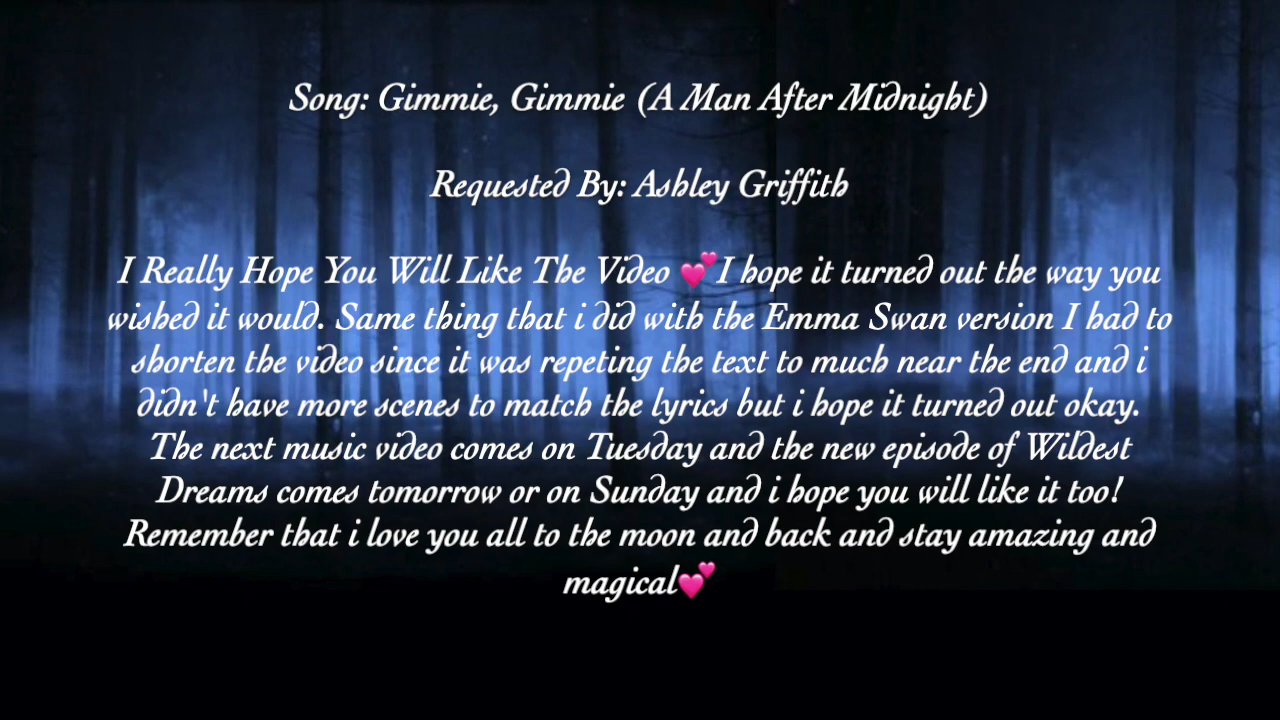 Song: Gimmie, Gimmie (A Man After Midnight)
Requested By: Ashley Griffith
I Really Hope You Will Like The Video 💕I hope it turned out the way you
wished it would. Same thing that i did with the Emma Swan version I had to
shorten the video since it was repeting the text to much near the end and i
didn't have more scenes to match the lyrics but i hope it turned out okay.
The next music video comes on Tuesday and the new episode of Wildest
Dreams comes tomorrow or on Sunday and i hope you will like it too!
Remember that i love you all to the moon and back and stay amazing and
magical💕